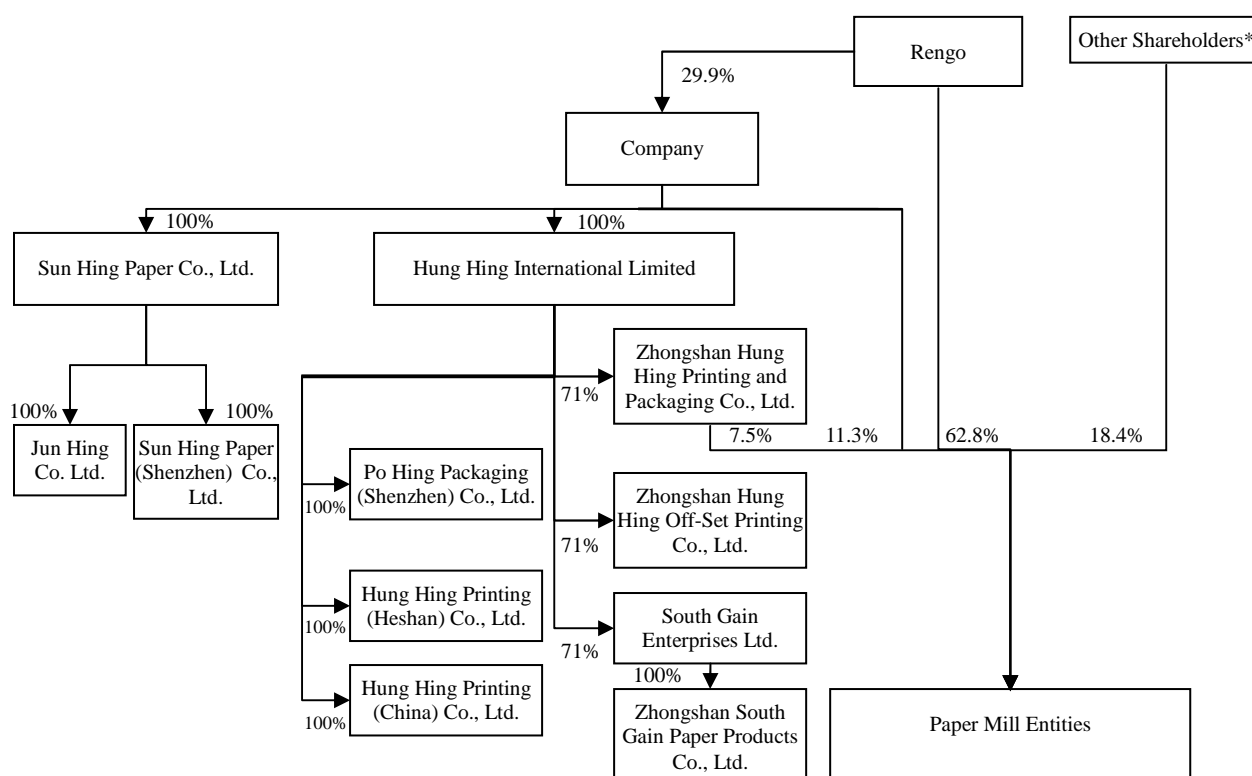 Rengo
Other Shareholders*
29.9%
Company
100%
100%
Sun Hing Paper Co., Ltd.
Hung Hing International Limited
Zhongshan Hung
Hing Printing and
Packaging Co., Ltd.
71%
100%
100%
7.5%
11.3%
62.8%
18.4%
Jun Hing
Co. Ltd.
Sun Hing Paper
(Shenzhen) Co.,
Ltd.
Po Hing Packaging
(Shenzhen) Co., Ltd.
100%
Zhongshan Hung
Hing Off-Set Printing
Co., Ltd.
71%
Hung Hing Printing
(Heshan) Co., Ltd.
100%
South Gain
Enterprises Ltd.
71%
100%
Hung Hing Printing
(China) Co., Ltd.
100%
Zhongshan South
Gain Paper Products
Co., Ltd.
Paper Mill Entities